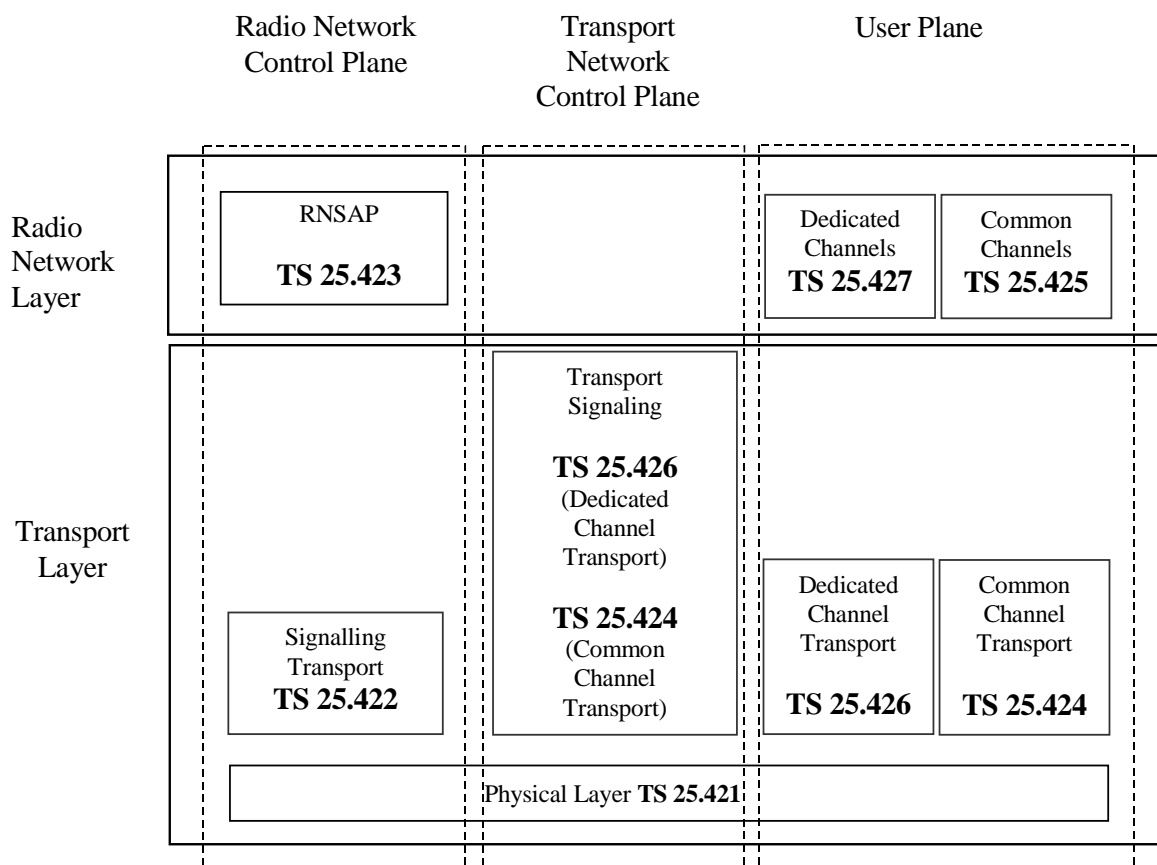 Radio Network
Control Plane
Transport
Network
Control Plane
User Plane
Radio
Network
Layer
RNSAP
TS 25.423
Dedicated
Channels
TS 25.427
Common
Channels
TS 25.425
Transport
Layer
Transport
Signaling
TS 25.426
(Dedicated
Channel
Transport)
TS 25.424
(Common
Channel
Transport)
Signalling
Transport
TS 25.422
Dedicated
Channel
Transport
TS 25.426
Common
Channel
Transport
TS 25.424
Physical Layer TS 25.421